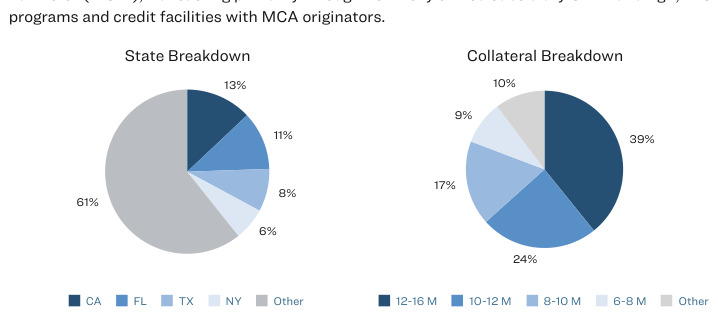 programs and credit facilities with MCA originators.
State Breakdown
13%
11%
8%
6%
61%
CA FL TX NY Other
Collateral Breakdown
10%
9%
39%
17%
24%
12-16 M 10-12 M 8-10 M 6-8 M Other